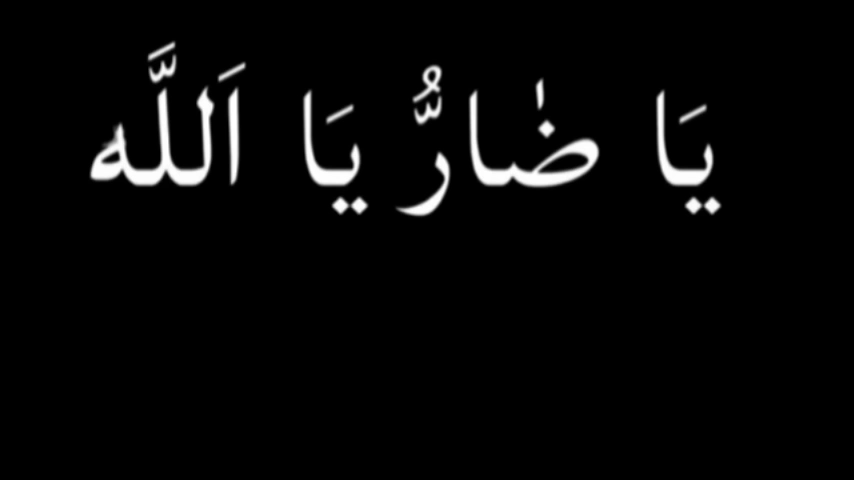 يَا ضٰارُّ يَا اَللَّه